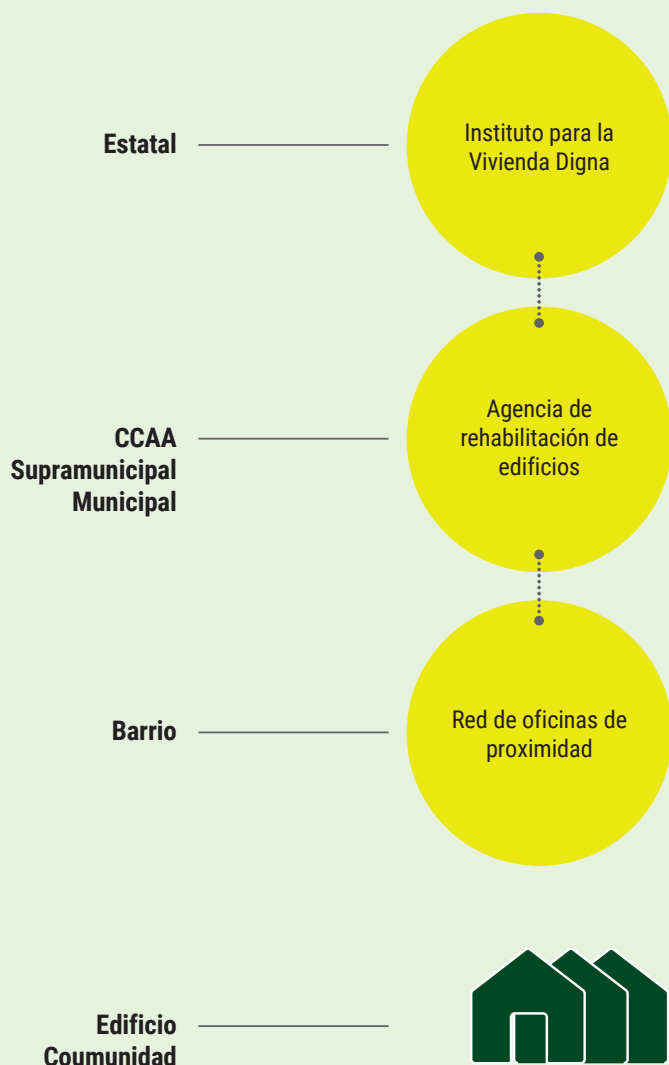 Estatal
Instituto para la
Vivienda Digna
CCAA
Supramunicipal
Municipal
Agencia de
rehabilitación de
edificios
Barrio
Red de oficinas de
proximidad
Edificio
Coumunidad